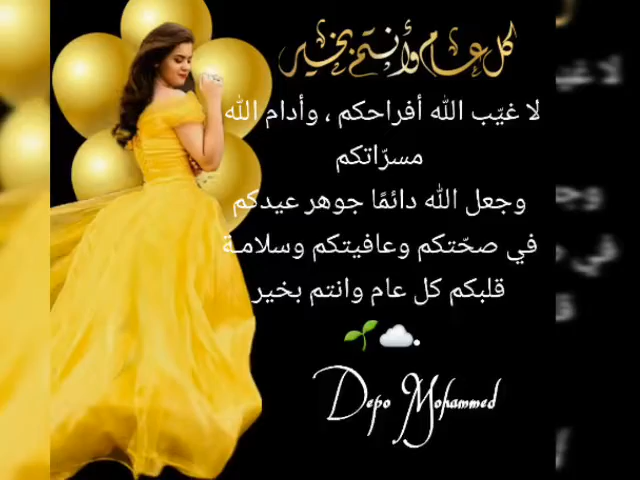 كل عام وأنتم بخير
لا غيّب الله أفراحكم ، وأدام الله
مسرّاتكم
وجعل الله دائمًا جوهر عيدكم
في صحّتكم وعافيتكم وسلامـة
قلبكم كل عام وانتم بخير
🌱☁️.
Depo Mohammed